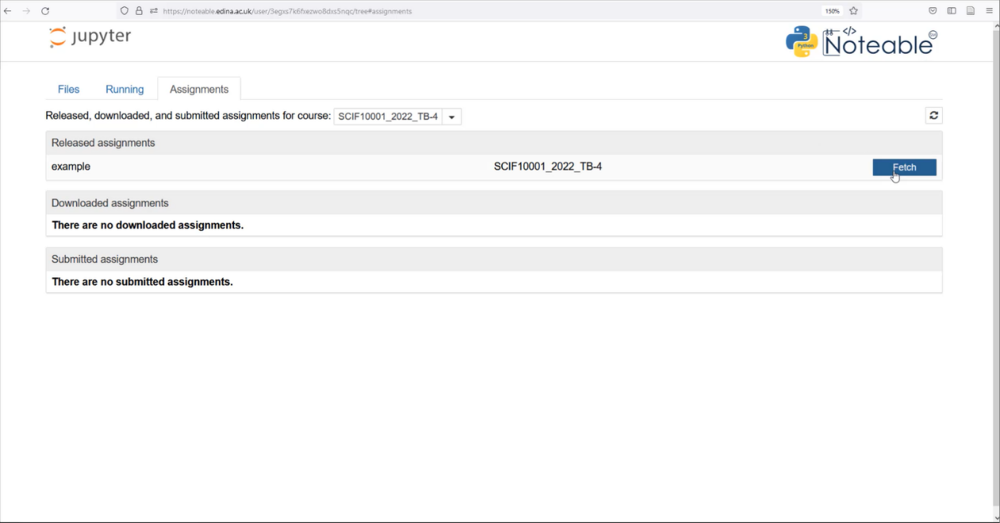 https://noteable.edina.ac.uk/user/3egxs7k6fxezwo8dxs5nqc/tree#assignments 150%
jupyter
3 Python </> Noteable
Files Running Assignments
Released, downloaded, and submitted assignments for course: SCIF10001_2022_TB-4
Released assignments
example SCIF10001_2022_TB-4 Fetch
Downloaded assignments
There are no downloaded assignments.
Submitted assignments
There are no submitted assignments.